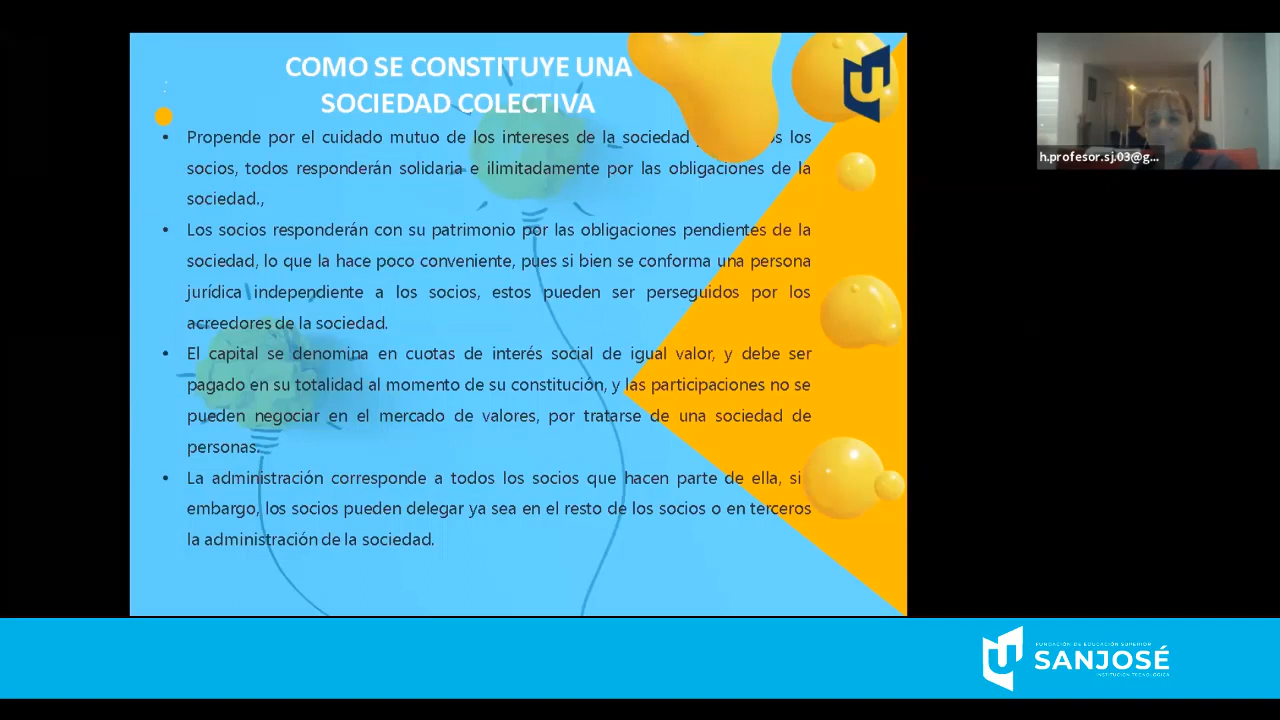 COMO SE CONSTITUYE UNA
SOCIEDAD COLECTIVA
• Propende por el cuidado mutuo de los intereses de la sociedad los
socios, todos responderán solidaria e ilimitadamente por las obligaciones de la
sociedad.,
• Los socios responderán con su patrimonio por las obligaciones pendientes de la
sociedad, lo que la hace poco conveniente, pues si bien se conforma una persona
jurídica independiente a los socios, estos pueden ser perseguidos por los
acreedores de la sociedad.
• El capital se denomina en cuotas de interés social de igual valor, y debe ser
pagado en su totalidad al momento de su constitución, y las participaciones no se
pueden negociar en el mercado de valores, por tratarse de una sociedad de
personas.
• La administración corresponde a todos los socios que hacen parte de ella, si
embargo, los socios pueden delegar ya sea en el resto de los socios o en terceros
la administración de la sociedad.
h.profesor.sj.03@g...
FUNDACIÓN DE EDUCACIÓN SUPERIOR
SANJOSÉ
INSTITUCIÓN TECNOLÓGICA